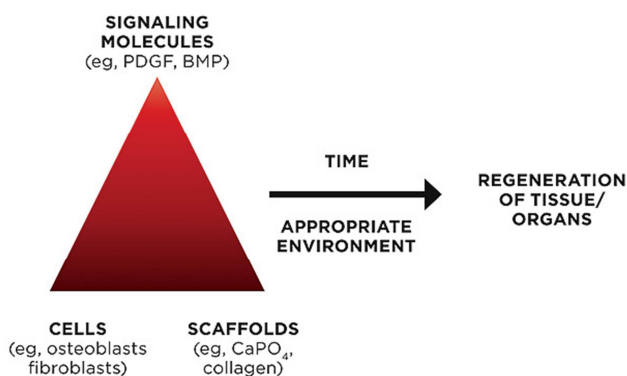 SIGNALING
MOLECULES
(eg, PDGF, BMP)
TIME
APPROPRIATE
ENVIRONMENT
REGENERATION
OF TISSUE/
ORGANS
CELLS
(eg, osteoblasts
fibroblasts)
SCAFFOLDS
(eg, CaPO₄,
collagen)